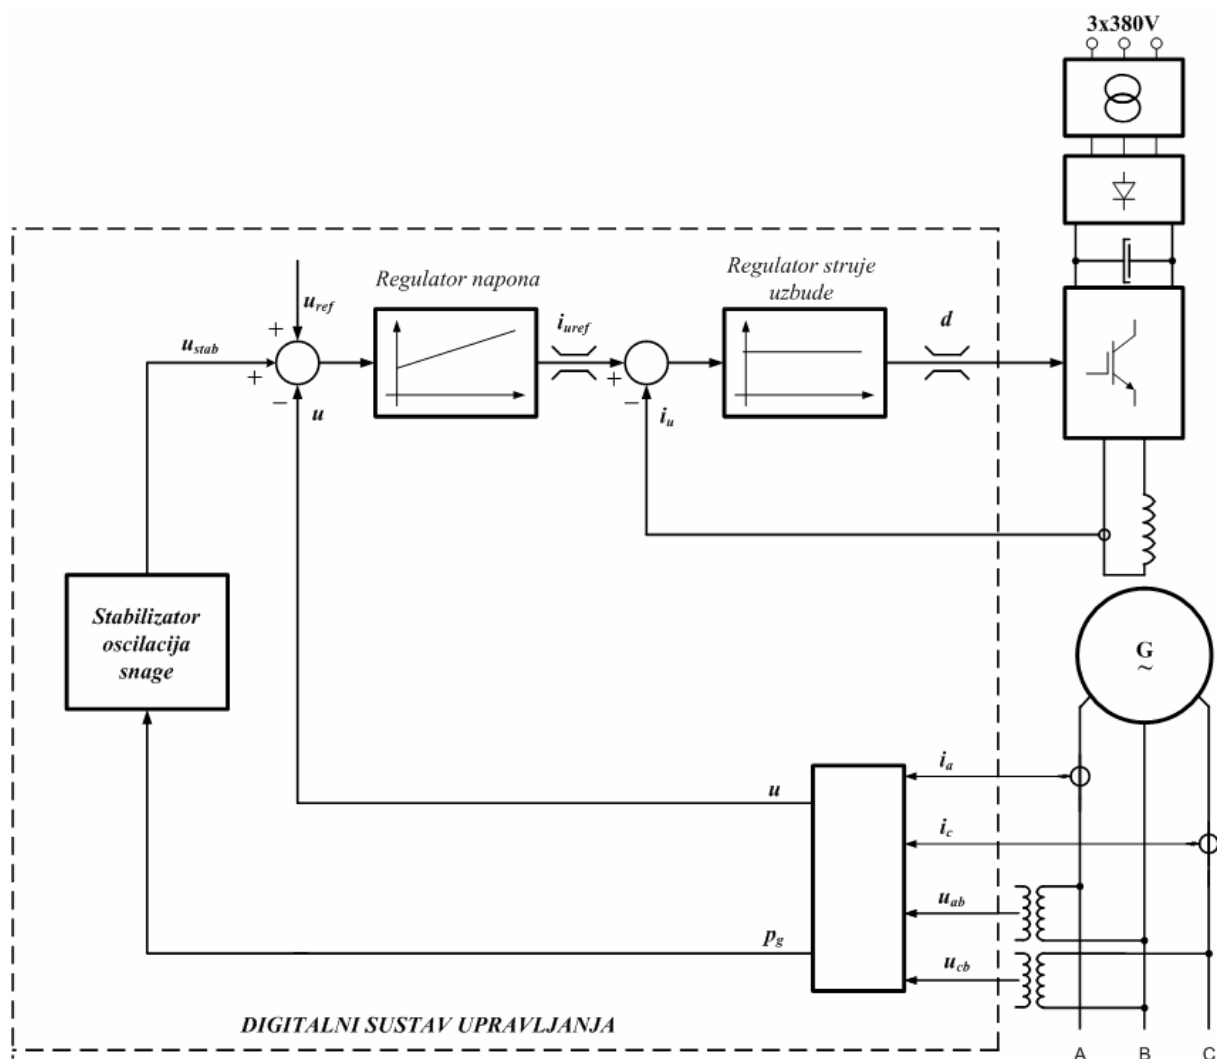 3x380V
Regulator napona
Regulator struje
uzbude
u_ref
+
u_stab
+
−
u
i_uref
+
−
i_u
d
Stabilizator
oscilacija
snage
G
~
i_a
u
i_c
u_ab
p_g
u_cb
DIGITALNI SUSTAV UPRAVLJANJA
A B C